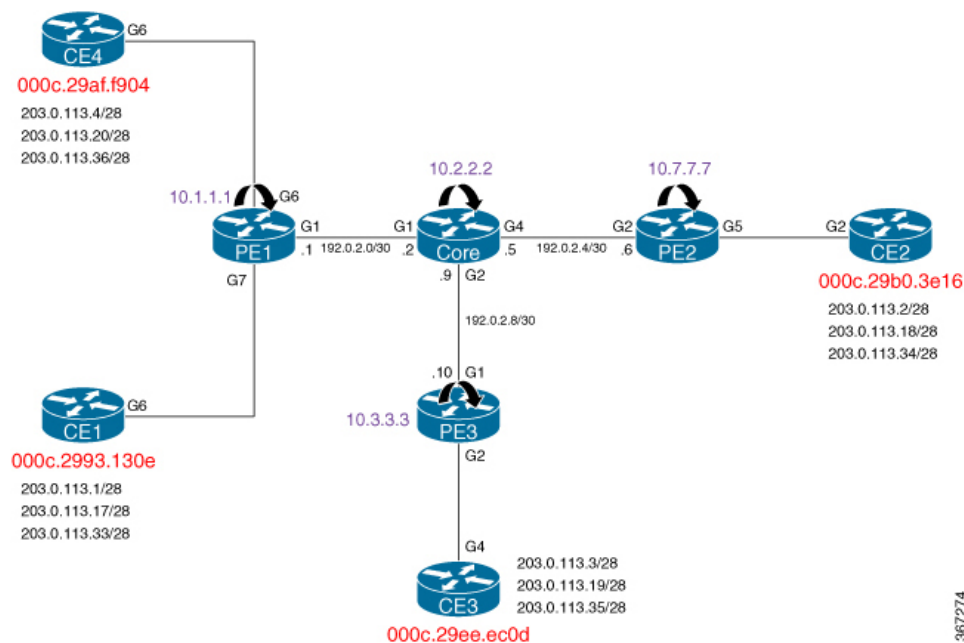 G6
CE4
000c.29af.f904
203.0.113.4/28
203.0.113.20/28
203.0.113.36/28
10.1.1.1
G6
PE1
G1
.1
192.0.2.0/30
G7
10.2.2.2
G1
.2
Core
G4
.5
.9
G2
192.0.2.4/30
10.7.7.7
G2
.6
PE2
G5
G2
CE2
000c.29b0.3e16
203.0.113.2/28
203.0.113.18/28
203.0.113.34/28
192.0.2.8/30
.10
G1
10.3.3.3
PE3
G2
G6
CE1
000c.2993.130e
203.0.113.1/28
203.0.113.17/28
203.0.113.33/28
G4
CE3
203.0.113.3/28
203.0.113.19/28
203.0.113.35/28
000c.29ee.ec0d
367274